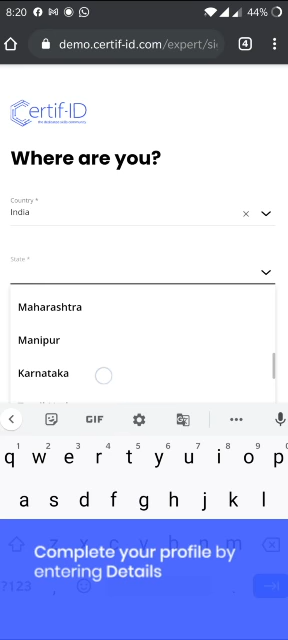 8:20
44%
demo.certif-id.com/expert/si
4
Certif-ID
Where are you?
Country *
India
State *
Maharashtra
Manipur
Karnataka
GIF
q w e r t y u i o p
1 2 3 4 5 6 7 8 9 0
a s d f g h j k l
z x c v b n m
?123 , .
Complete your profile by
entering Details